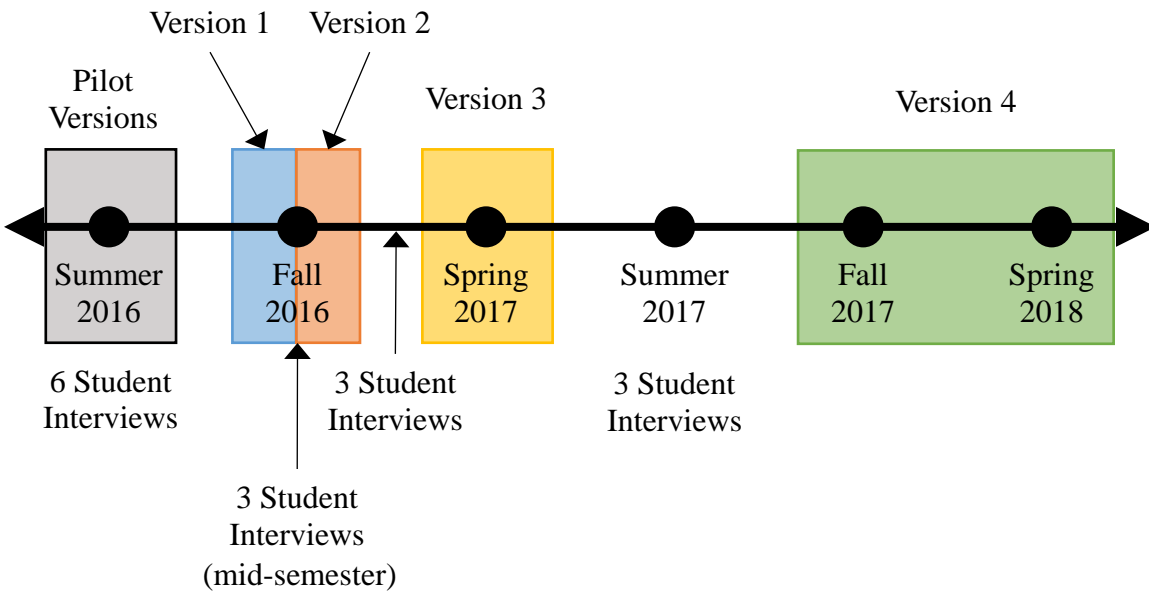 Version 1
Version 2
Pilot
Versions
Version 3
Version 4
Summer
2016
Fall
2016
Spring
2017
Summer
2017
Fall
2017
Spring
2018
6 Student
Interviews
3 Student
Interviews
3 Student
Interviews
3 Student
Interviews
(mid-semester)